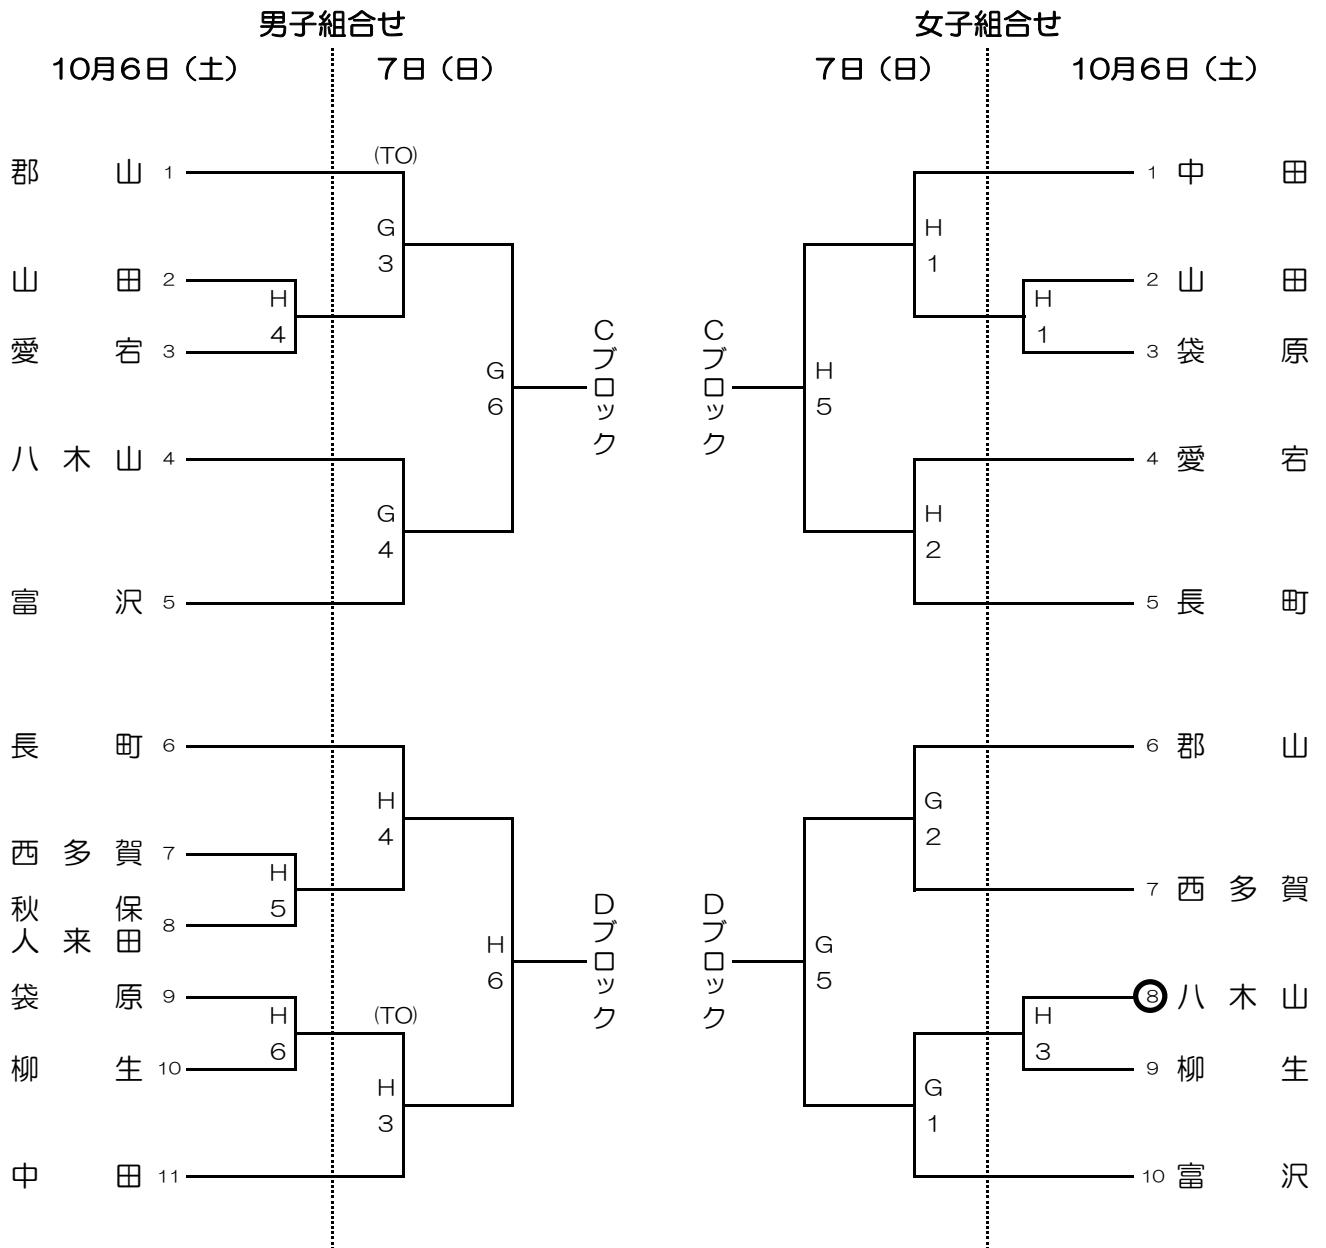 男子組合せ
10月6日（土）
7日（日）
郡山 1
(TO)
G
3
山田 2
H
4
愛宕 3
G
6
Cブロック
八木山 4
G
4
富沢 5
長町 6
H
4
西多賀 7
H
5
秋保
8
人来田
H
6
Dブロック
袋原 9
H
6
(TO)
柳生 10
H
3
中田 11
女子組合せ
7日（日）
10月6日（土）
1 中田
H
1
2 山田
H
1
3 袋原
Cブロック
H
5
4 愛宕
H
2
5 長町
6 郡山
G
2
7 西多賀
Dブロック
G
5
8 八木山
H
3
9 柳生
G
1
10 富沢